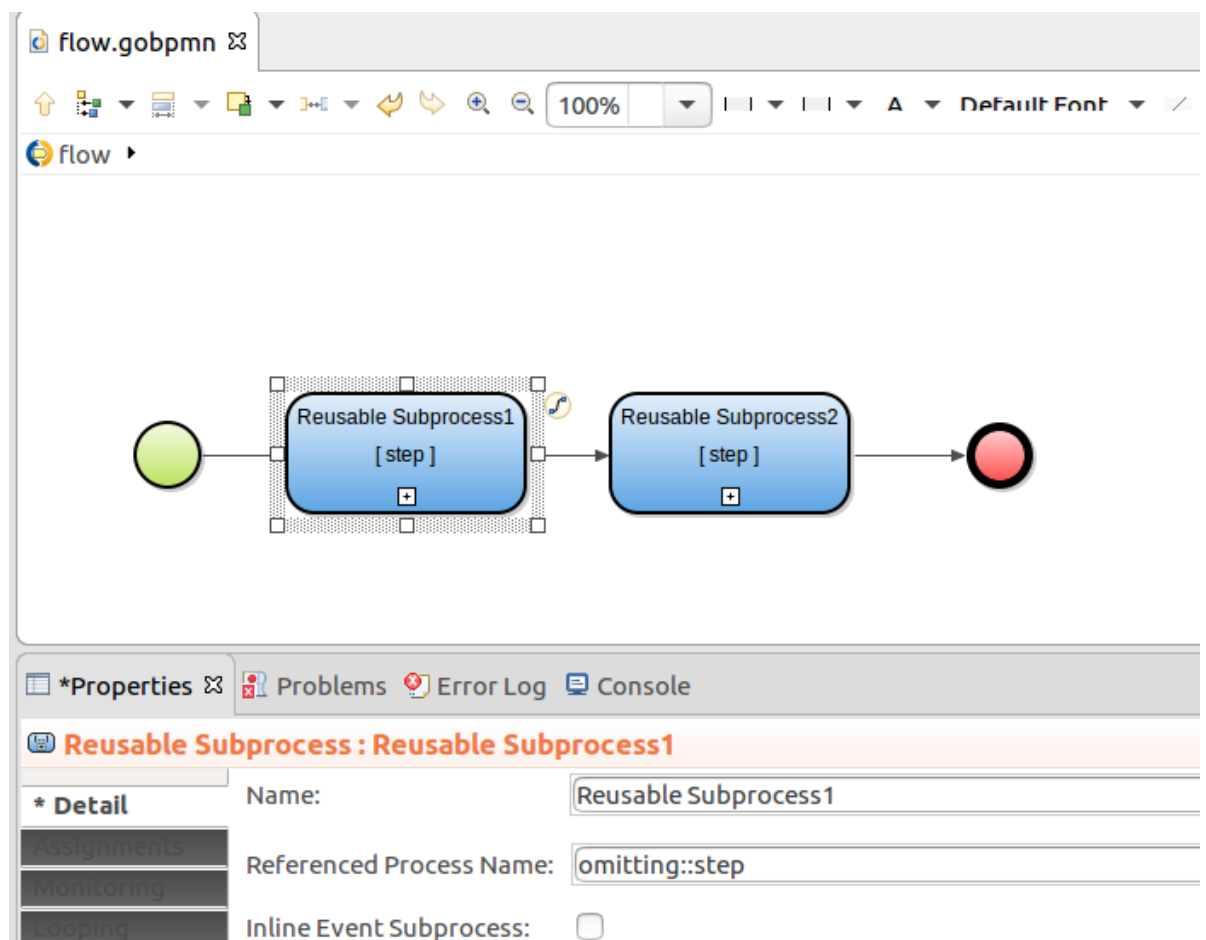 flow.gobpmn
100% A Default Font
flow
Reusable Subprocess1
[ step ]
Reusable Subprocess2
[ step ]
*Properties Problems Error Log Console
Reusable Subprocess : Reusable Subprocess1
* Detail
Name: Reusable Subprocess1
Assignments
Referenced Process Name: omitting::step
Monitoring
Looping
Inline Event Subprocess: